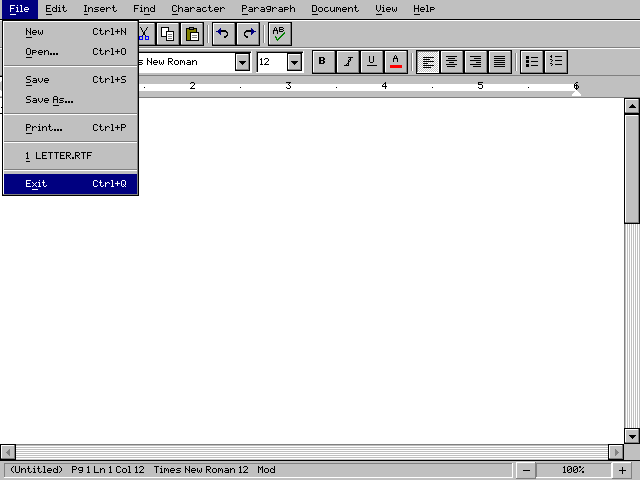 File Edit Insert Find Character Paragraph Document View Help
New Ctrl+N
Open... Ctrl+O
Save Ctrl+S
Save As...
Print... Ctrl+P
1 LETTER.RTF
Exit Ctrl+Q
AB
s New Roman 12 B I U A
2 3 4 5 6
(Untitled) Pg 1 Ln 1 Col 12 Times New Roman 12 Mod 100%